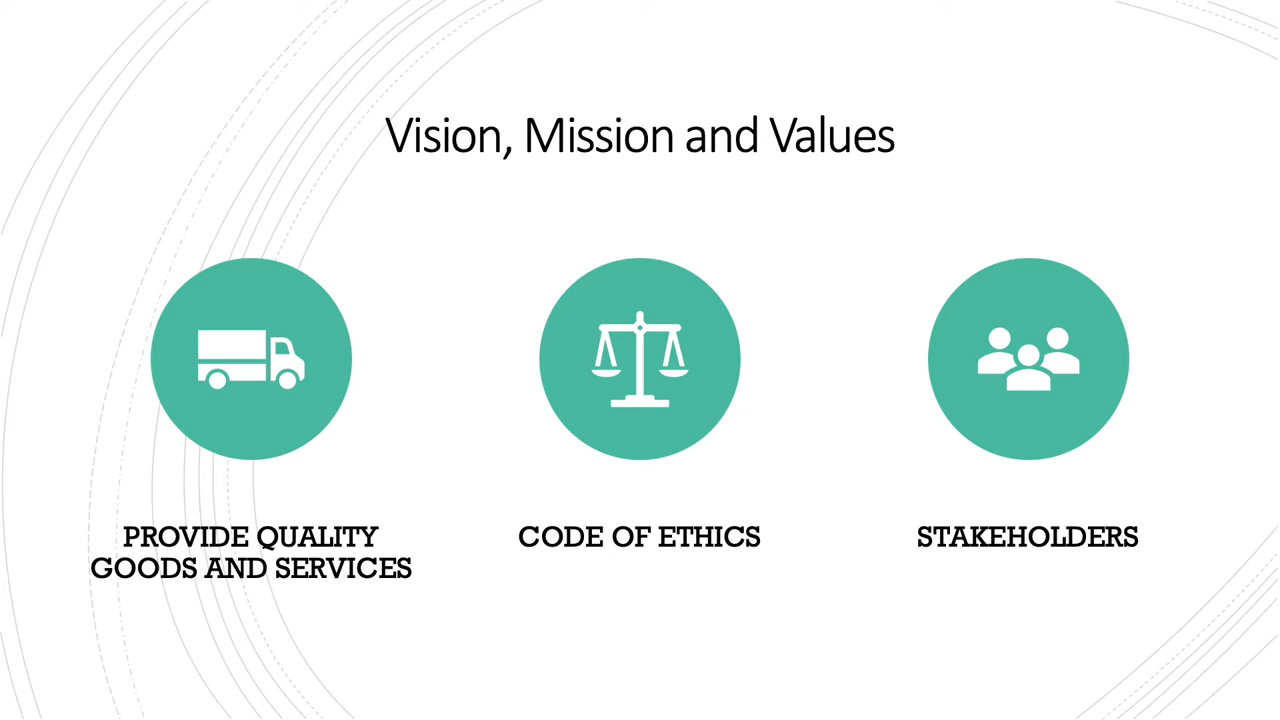 Vision, Mission and Values
PROVIDE QUALITY
GOODS AND SERVICES
CODE OF ETHICS
STAKEHOLDERS